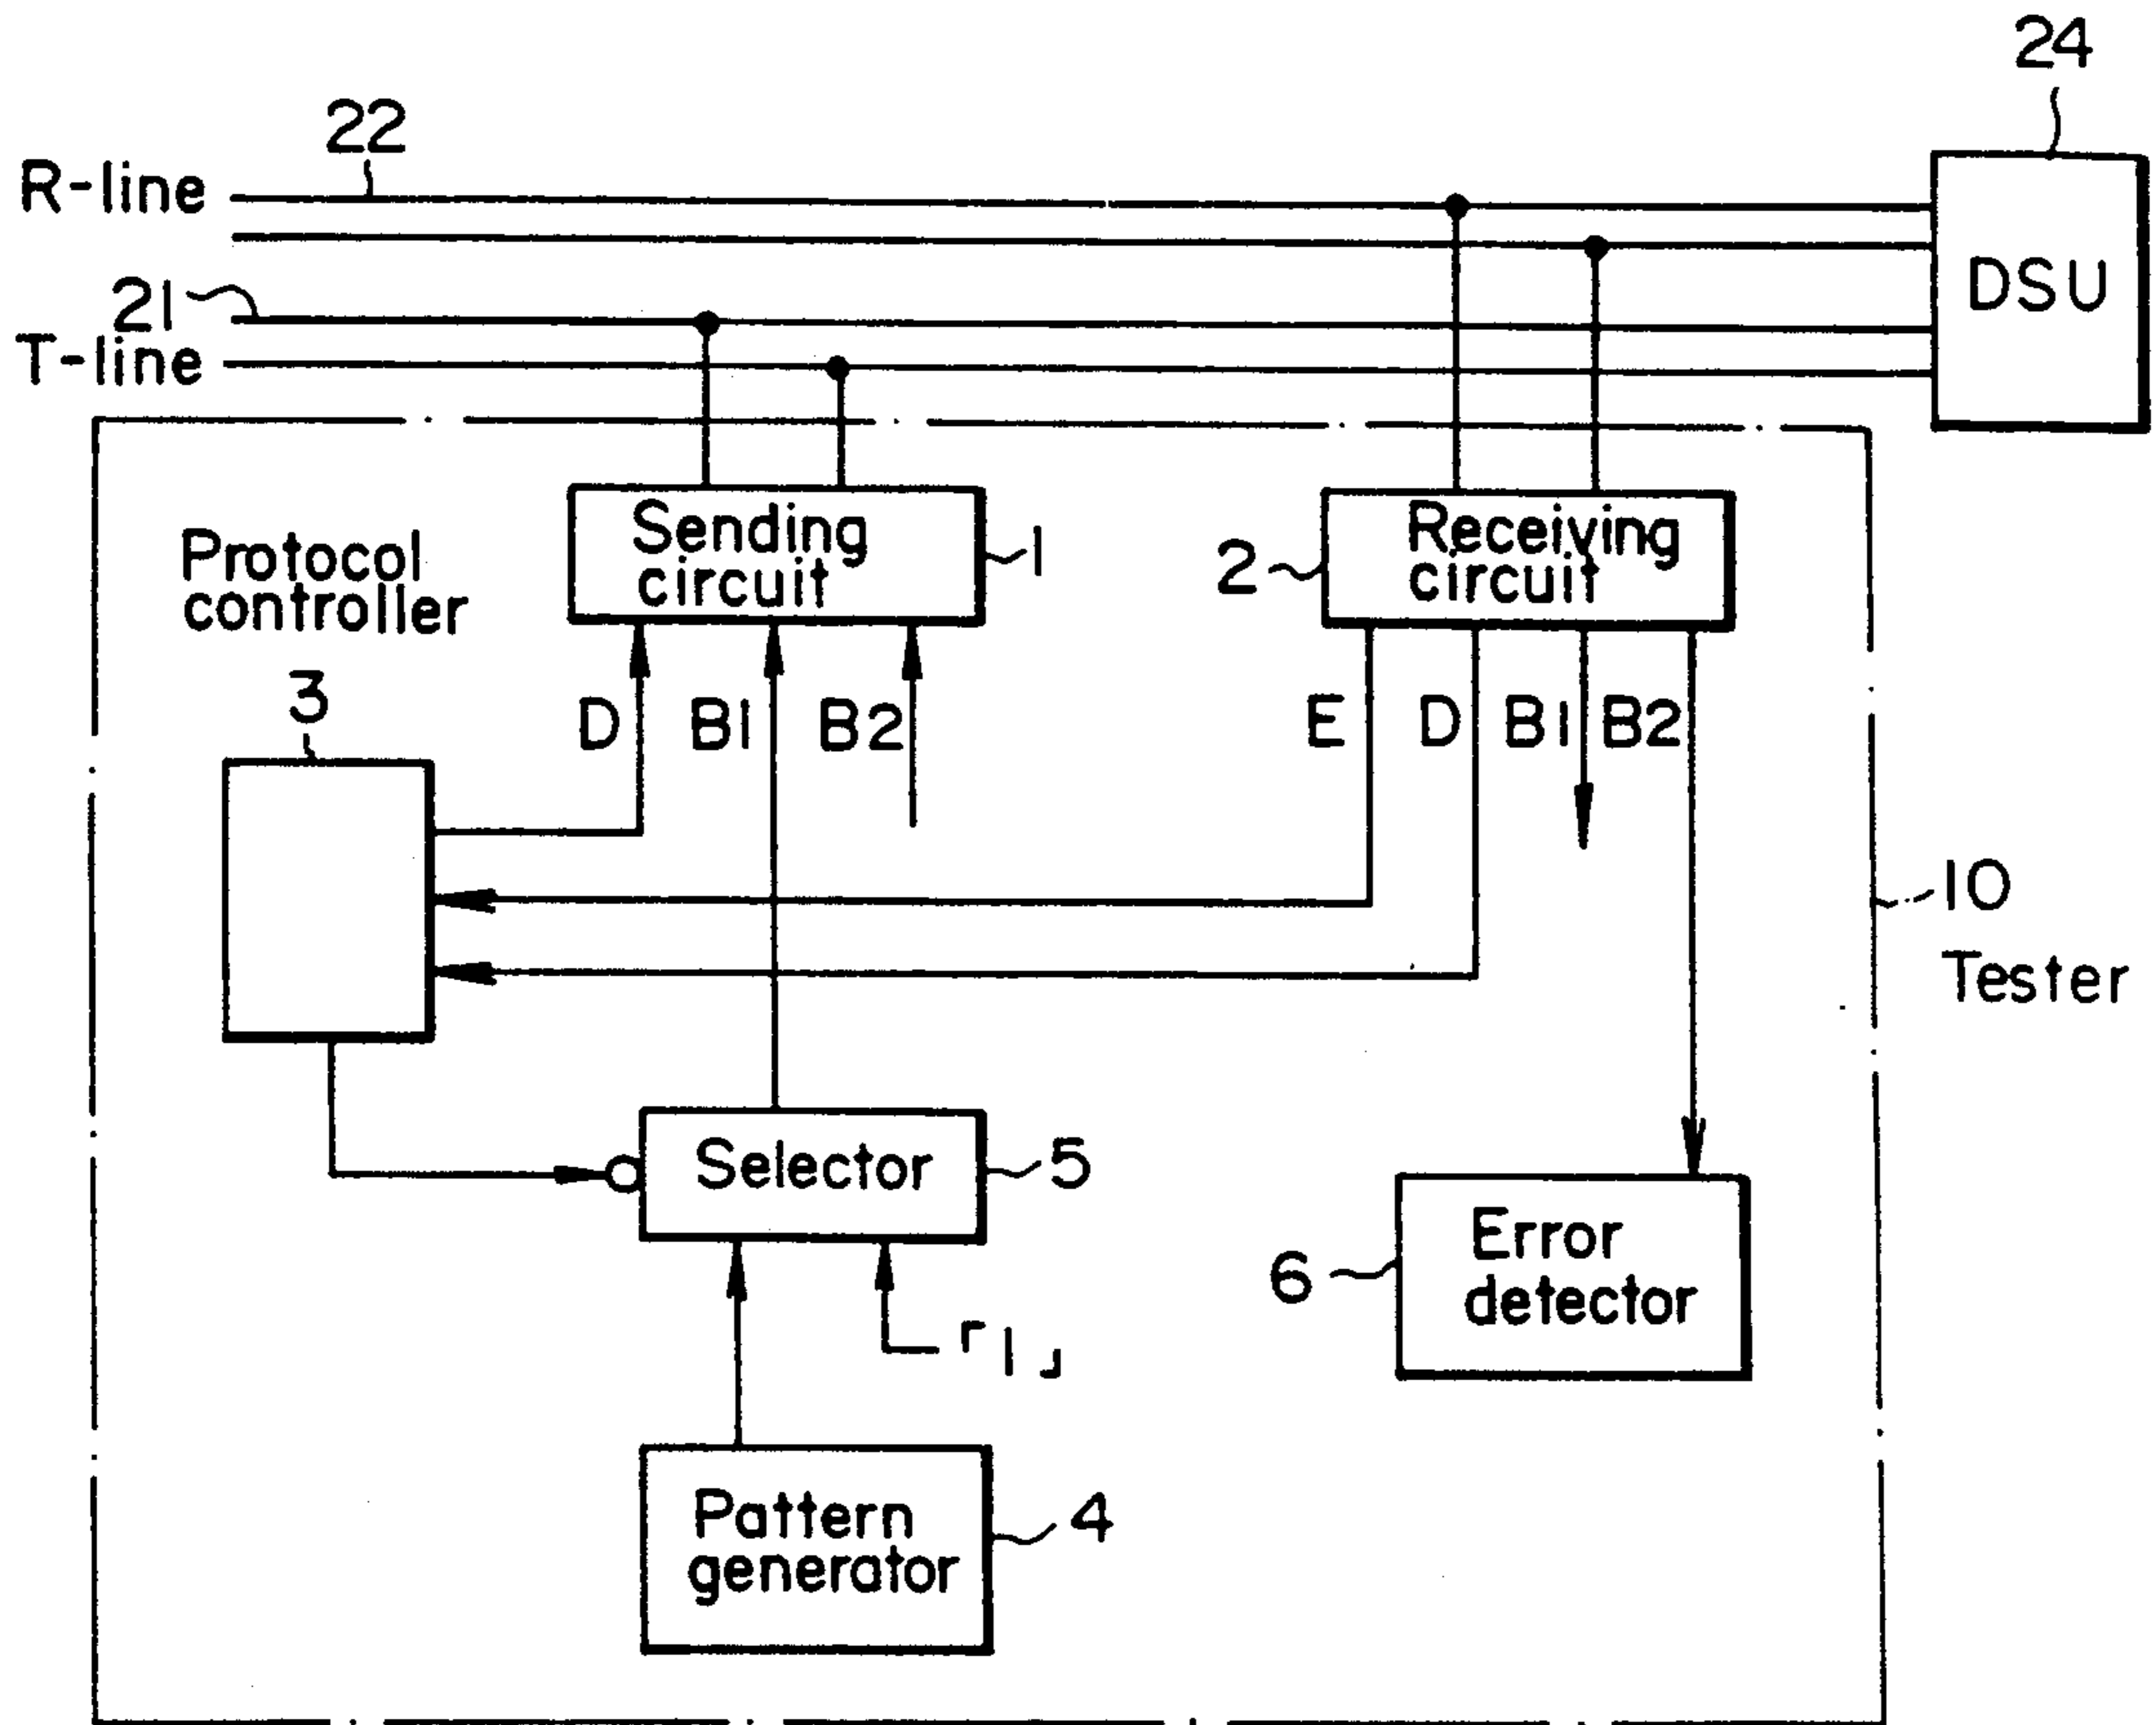 24
22
R-line
DSU
21
T-line
Sending
circuit
1
Receiving
circuit
2
Protocol
controller
3
D B1 B2
E D B1 B2
10
Tester
Selector
5
Error
detector
6
「1」
Pattern
generator
4